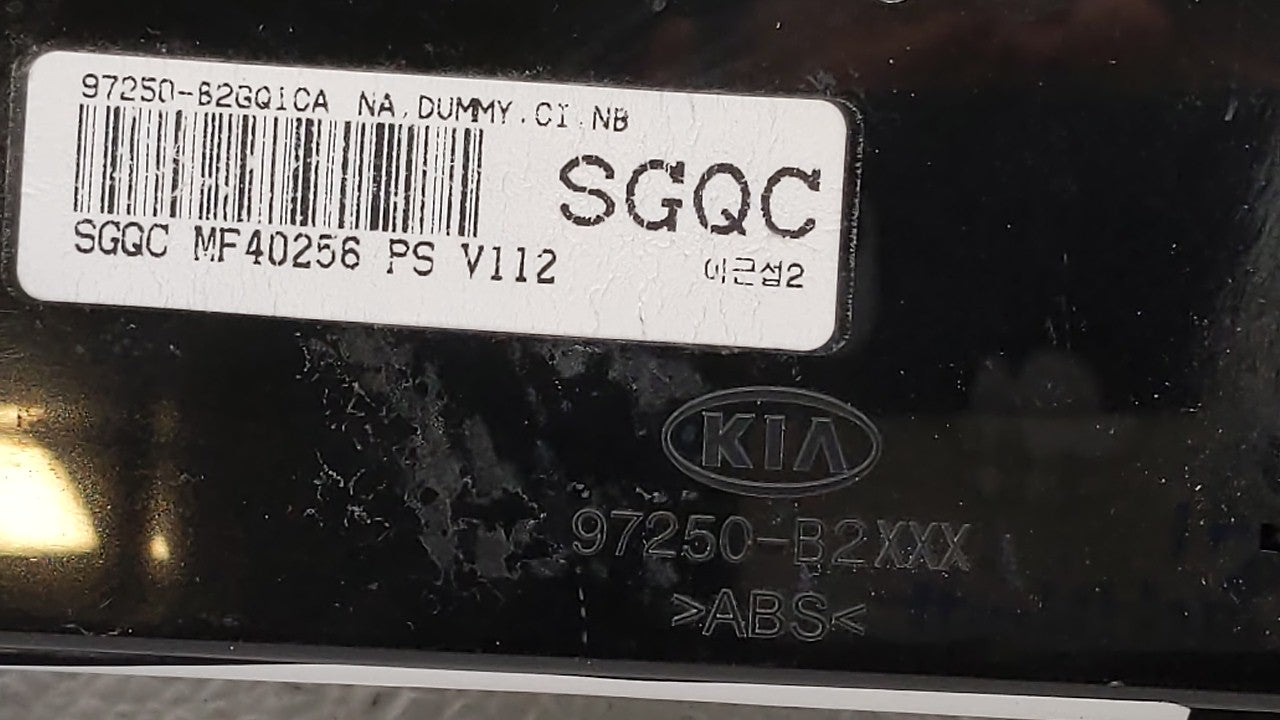 97250-B2GQ1CA NA,DUMMY.CI.NB
SGQC
SGQC MF40256 PS V112
이근섭2
KIA
97250-B2XXX
>ABS<